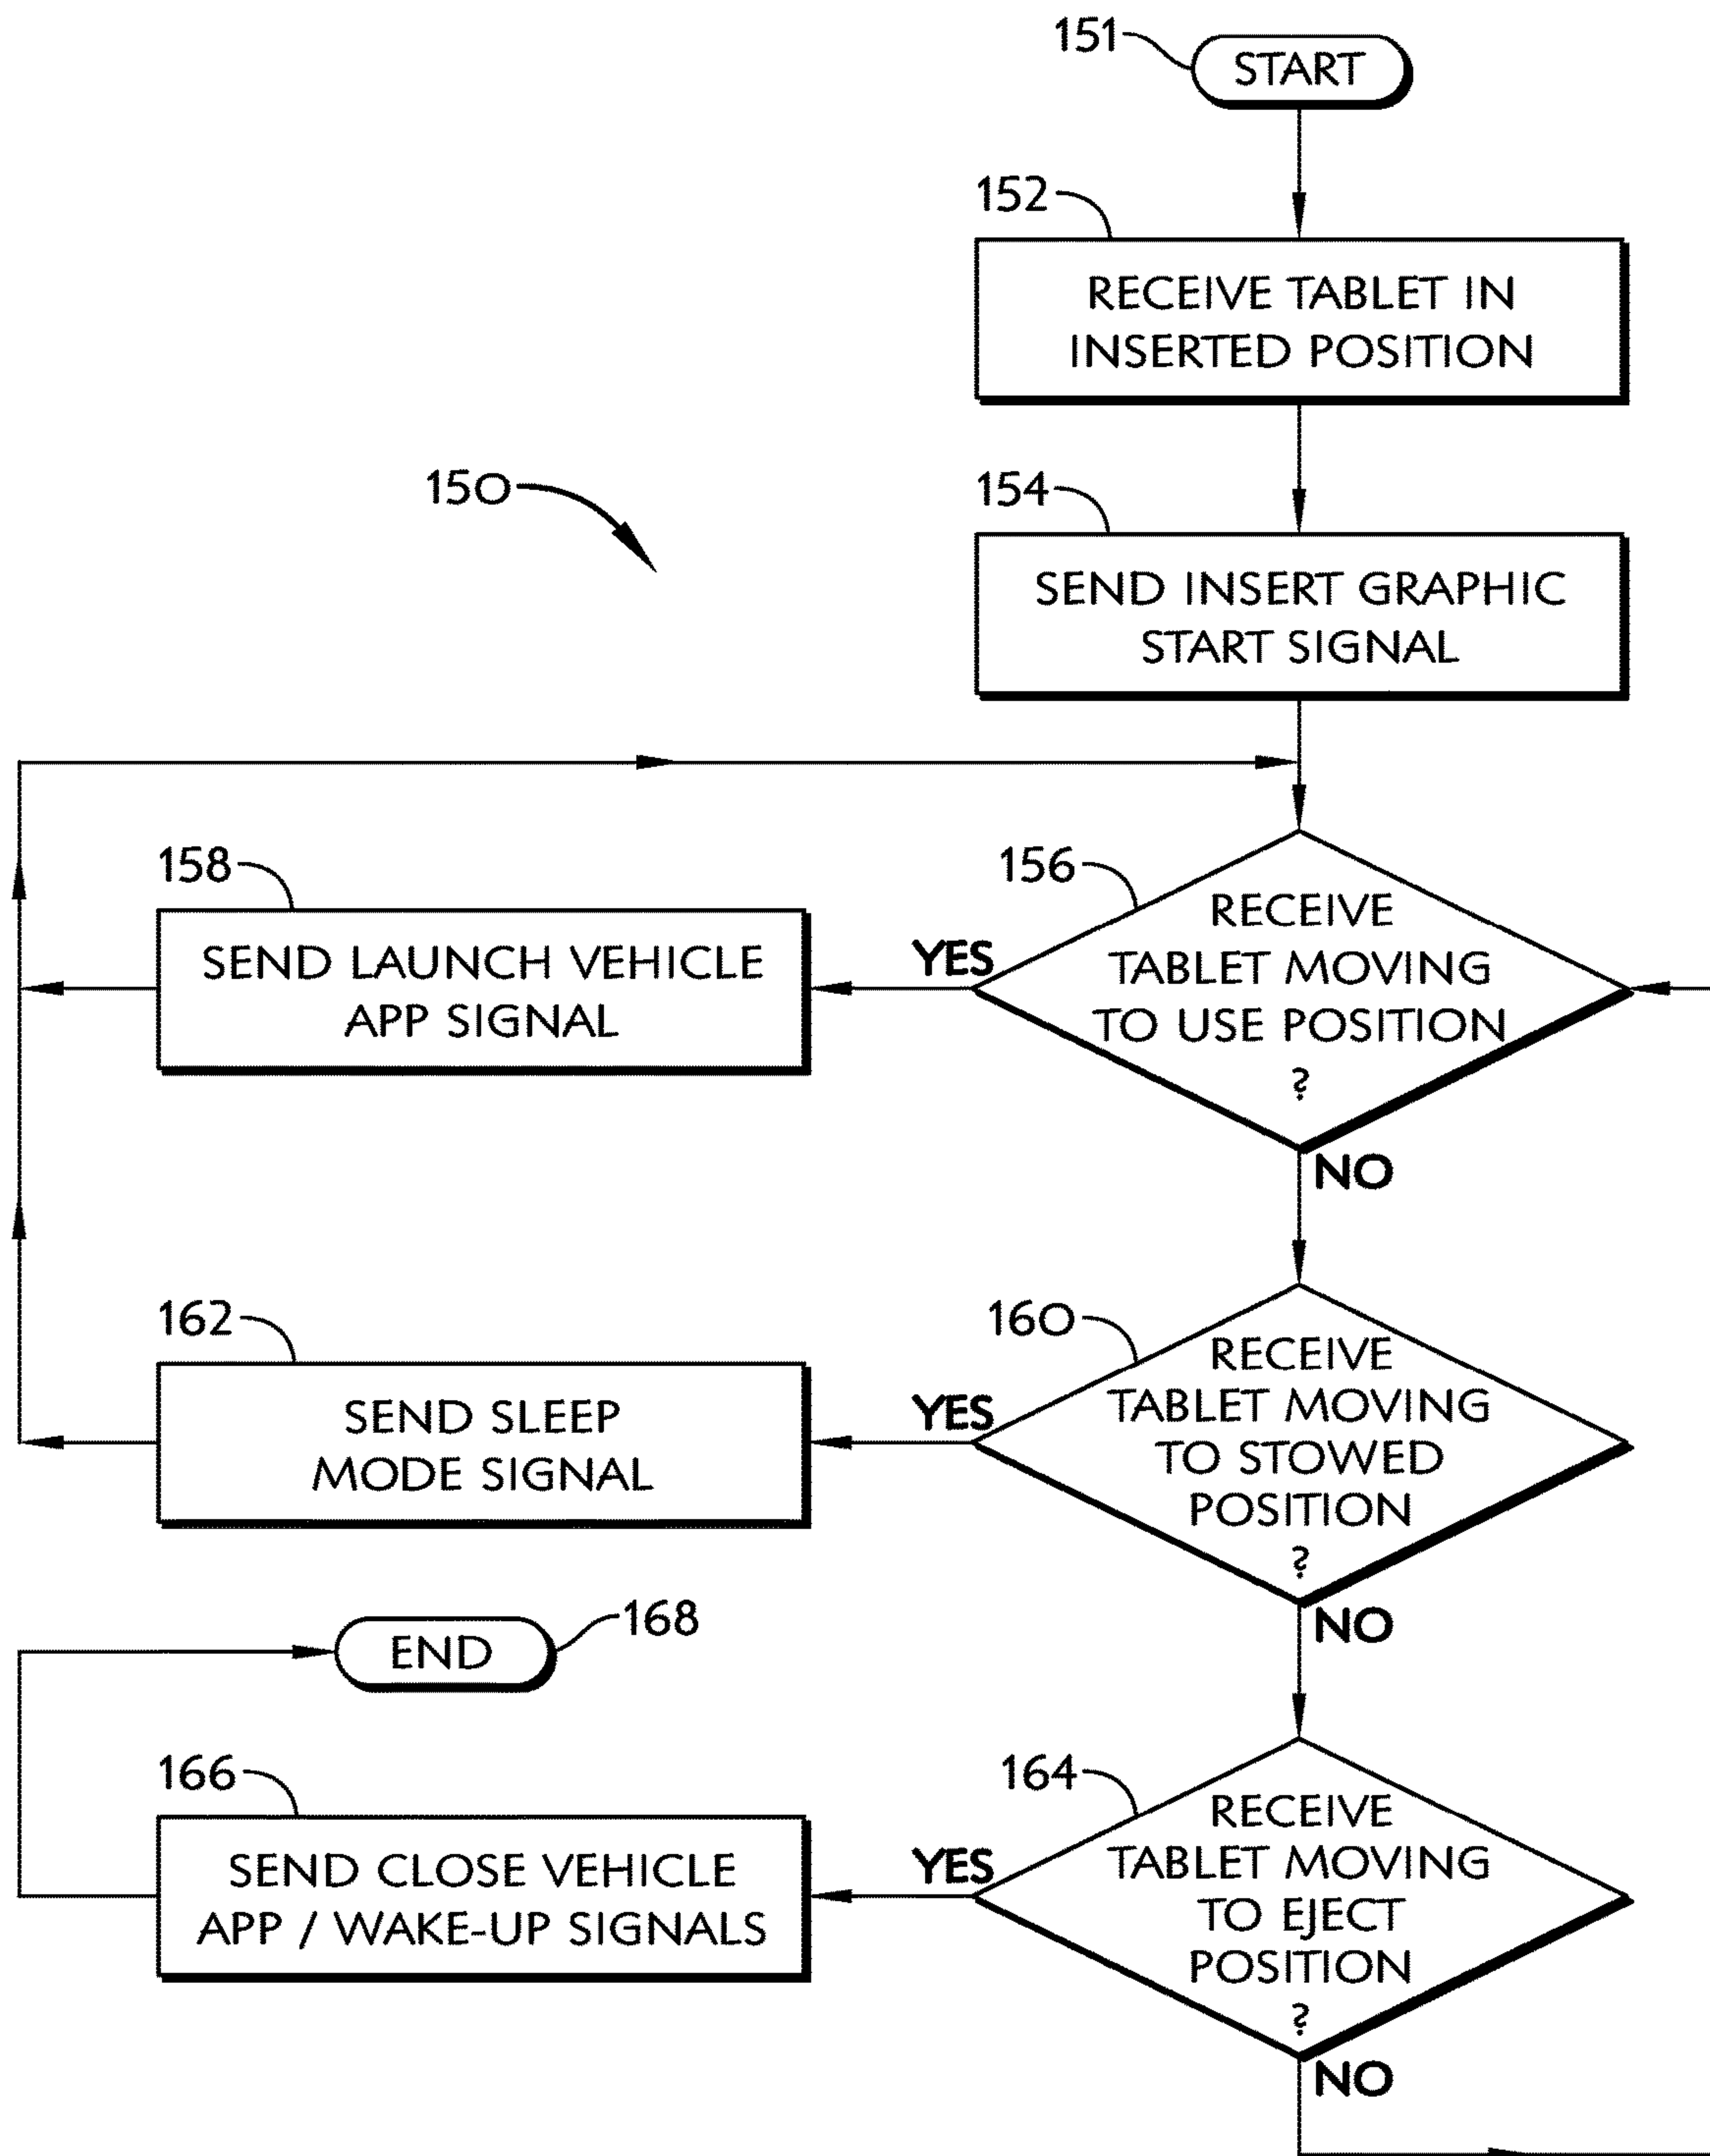 151
START
152
RECEIVE TABLET IN
INSERTED POSITION
150
154
SEND INSERT GRAPHIC
START SIGNAL
158
SEND LAUNCH VEHICLE
APP SIGNAL
YES
156
RECEIVE
TABLET MOVING
TO USE POSITION
?
NO
162
SEND SLEEP
MODE SIGNAL
YES
160
RECEIVE
TABLET MOVING
TO STOWED
POSITION
?
NO
END
168
166
SEND CLOSE VEHICLE
APP / WAKE-UP SIGNALS
YES
164
RECEIVE
TABLET MOVING
TO EJECT
POSITION
?
NO